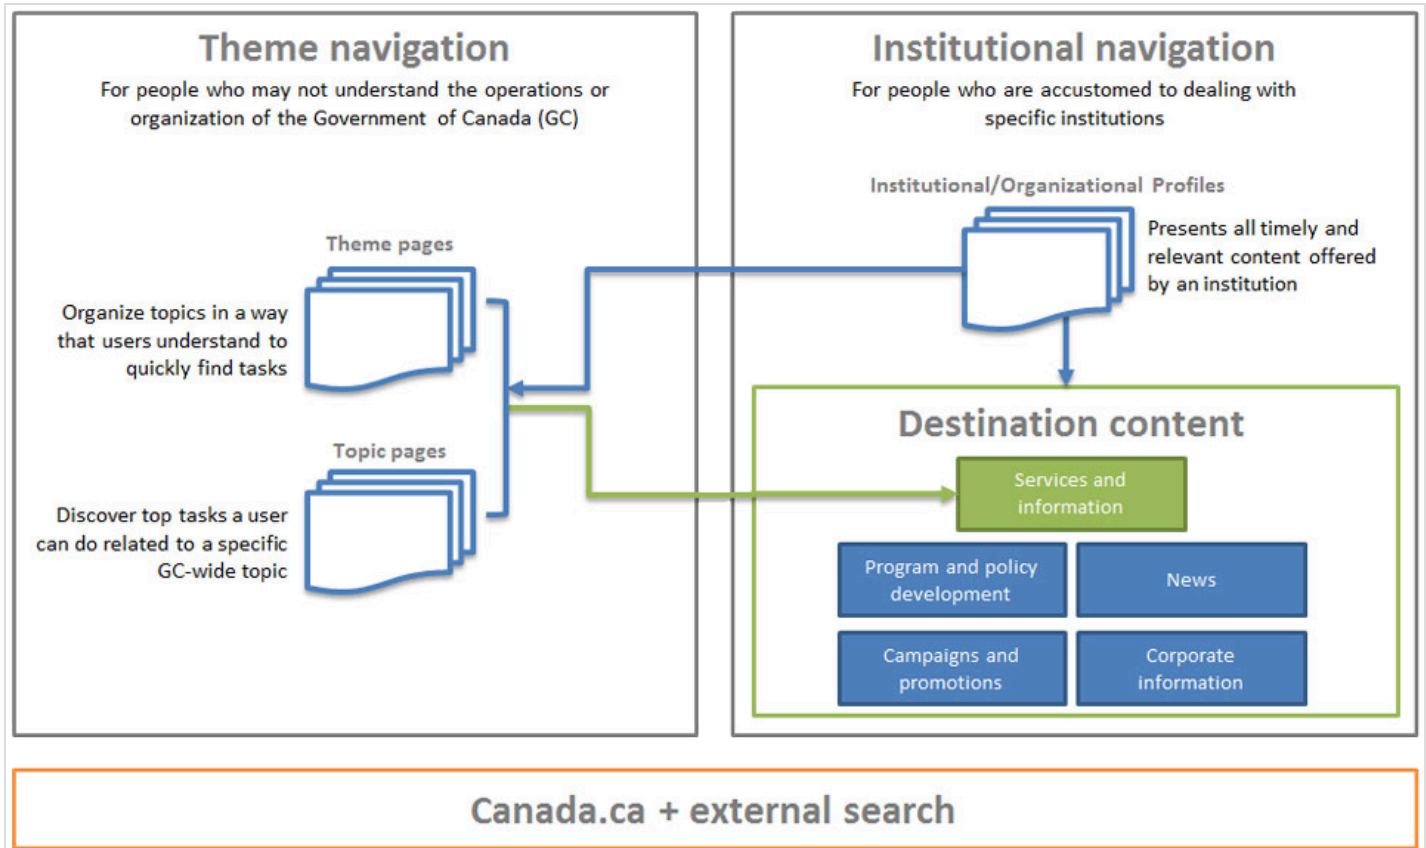 Theme navigation
For people who may not understand the operations or
organization of the Government of Canada (GC)
Theme pages
Organize topics in a way
that users understand to
quickly find tasks
Topic pages
Discover top tasks a user
can do related to a specific
GC-wide topic
Institutional navigation
For people who are accustomed to dealing with
specific institutions
Institutional/Organizational Profiles
Presents all timely and
relevant content offered
by an institution
Destination content
Services and
information
Program and policy
development
News
Campaigns and
promotions
Corporate
information
Canada.ca + external search